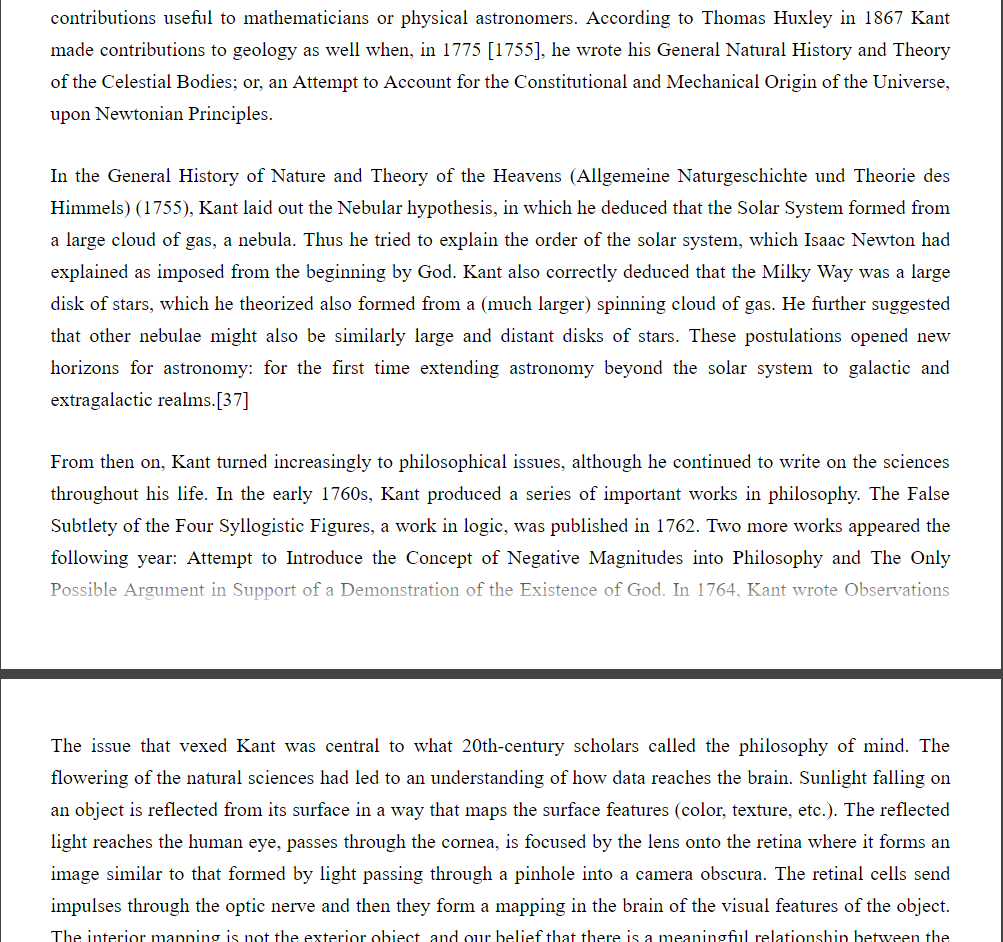 contributions useful to mathematicians or physical astronomers. According to Thomas Huxley in 1867 Kant
made contributions to geology as well when, in 1775 [1755], he wrote his General Natural History and Theory
of the Celestial Bodies; or, an Attempt to Account for the Constitutional and Mechanical Origin of the Universe,
upon Newtonian Principles.
In the General History of Nature and Theory of the Heavens (Allgemeine Naturgeschichte und Theorie des
Himmels) (1755), Kant laid out the Nebular hypothesis, in which he deduced that the Solar System formed from
a large cloud of gas, a nebula. Thus he tried to explain the order of the solar system, which Isaac Newton had
explained as imposed from the beginning by God. Kant also correctly deduced that the Milky Way was a large
disk of stars, which he theorized also formed from a (much larger) spinning cloud of gas. He further suggested
that other nebulae might also be similarly large and distant disks of stars. These postulations opened new
horizons for astronomy: for the first time extending astronomy beyond the solar system to galactic and
extragalactic realms.[37]
From then on, Kant turned increasingly to philosophical issues, although he continued to write on the sciences
throughout his life. In the early 1760s, Kant produced a series of important works in philosophy. The False
Subtlety of the Four Syllogistic Figures, a work in logic, was published in 1762. Two more works appeared the
following year: Attempt to Introduce the Concept of Negative Magnitudes into Philosophy and The Only
Possible Argument in Support of a Demonstration of the Existence of God. In 1764, Kant wrote Observations
The issue that vexed Kant was central to what 20th-century scholars called the philosophy of mind. The
flowering of the natural sciences had led to an understanding of how data reaches the brain. Sunlight falling on
an object is reflected from its surface in a way that maps the surface features (color, texture, etc.). The reflected
light reaches the human eye, passes through the cornea, is focused by the lens onto the retina where it forms an
image similar to that formed by light passing through a pinhole into a camera obscura. The retinal cells send
impulses through the optic nerve and then they form a mapping in the brain of the visual features of the object.
The interior mapping is not the exterior object, and our belief that there is a meaningful relationship between the